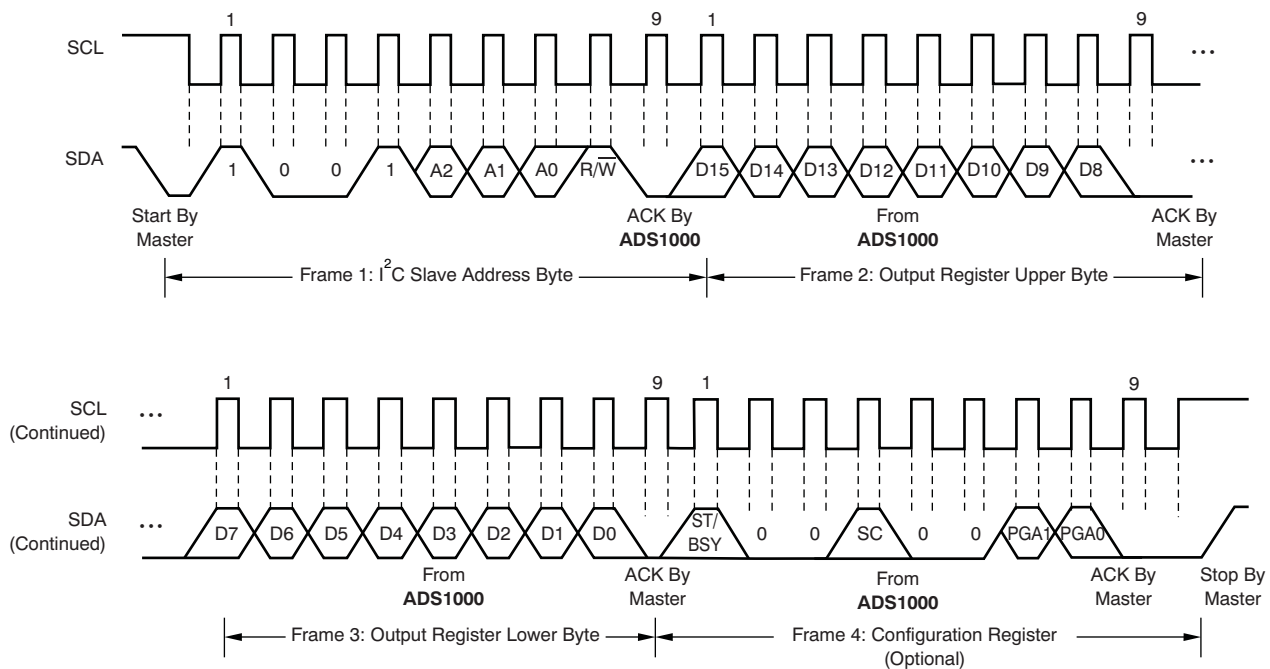 1 9 1 9
SCL ...
SDA 1 0 0 1 A2 A1 A0 R/W̅ D15 D14 D13 D12 D11 D10 D9 D8 ...
Start By Master
ACK By ADS1000
From ADS1000
ACK By Master
Frame 1: I²C Slave Address Byte
Frame 2: Output Register Upper Byte
1 9 1 9
SCL (Continued) ...
SDA (Continued) ... D7 D6 D5 D4 D3 D2 D1 D0 ST/BSY 0 0 SC 0 0 PGA1 PGA0
From ADS1000
ACK By Master
From ADS1000
ACK By Master
Stop By Master
Frame 3: Output Register Lower Byte
Frame 4: Configuration Register
(Optional)